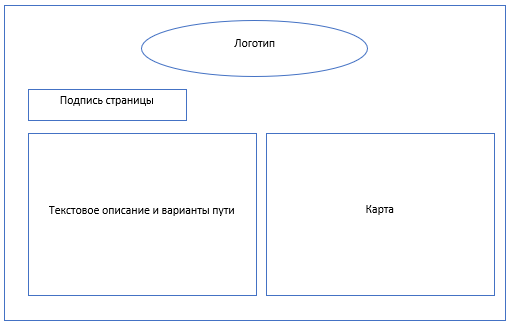 Логотип
Подпись страницы
Текстовое описание и варианты пути
Карта